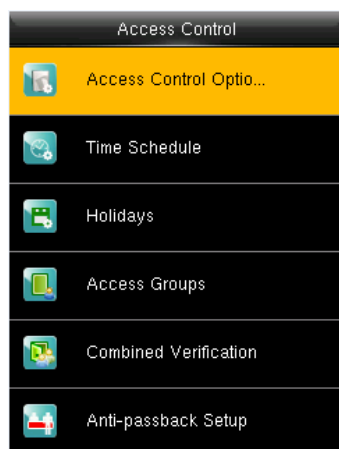 Access Control
Access Control Optio...
Time Schedule
Holidays
Access Groups
Combined Verification
Anti-passback Setup